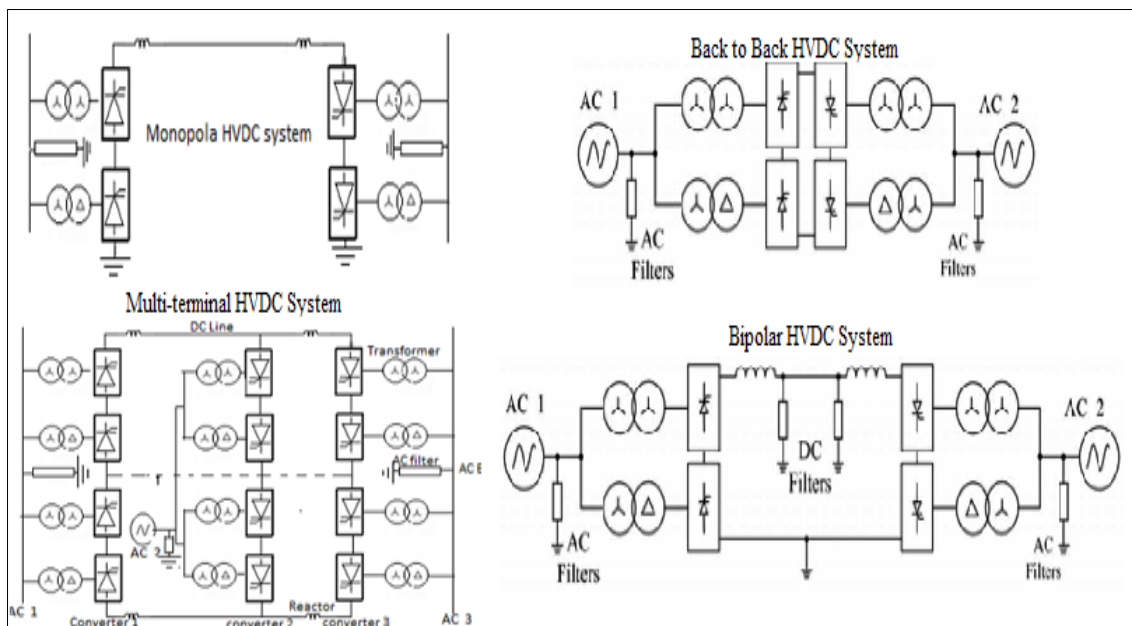 Monopola HVDC system
Back to Back HVDC System
AC 1
AC 2
AC
Filters
AC
Filters
Multi-terminal HVDC System
DC Line
Transformer
AC filter
AC 2
Reactor
AC 1
Converter 1
converter 2
converter 3
AC 3
Bipolar HVDC System
AC 1
AC 2
DC
Filters
AC
Filters
AC
Filters